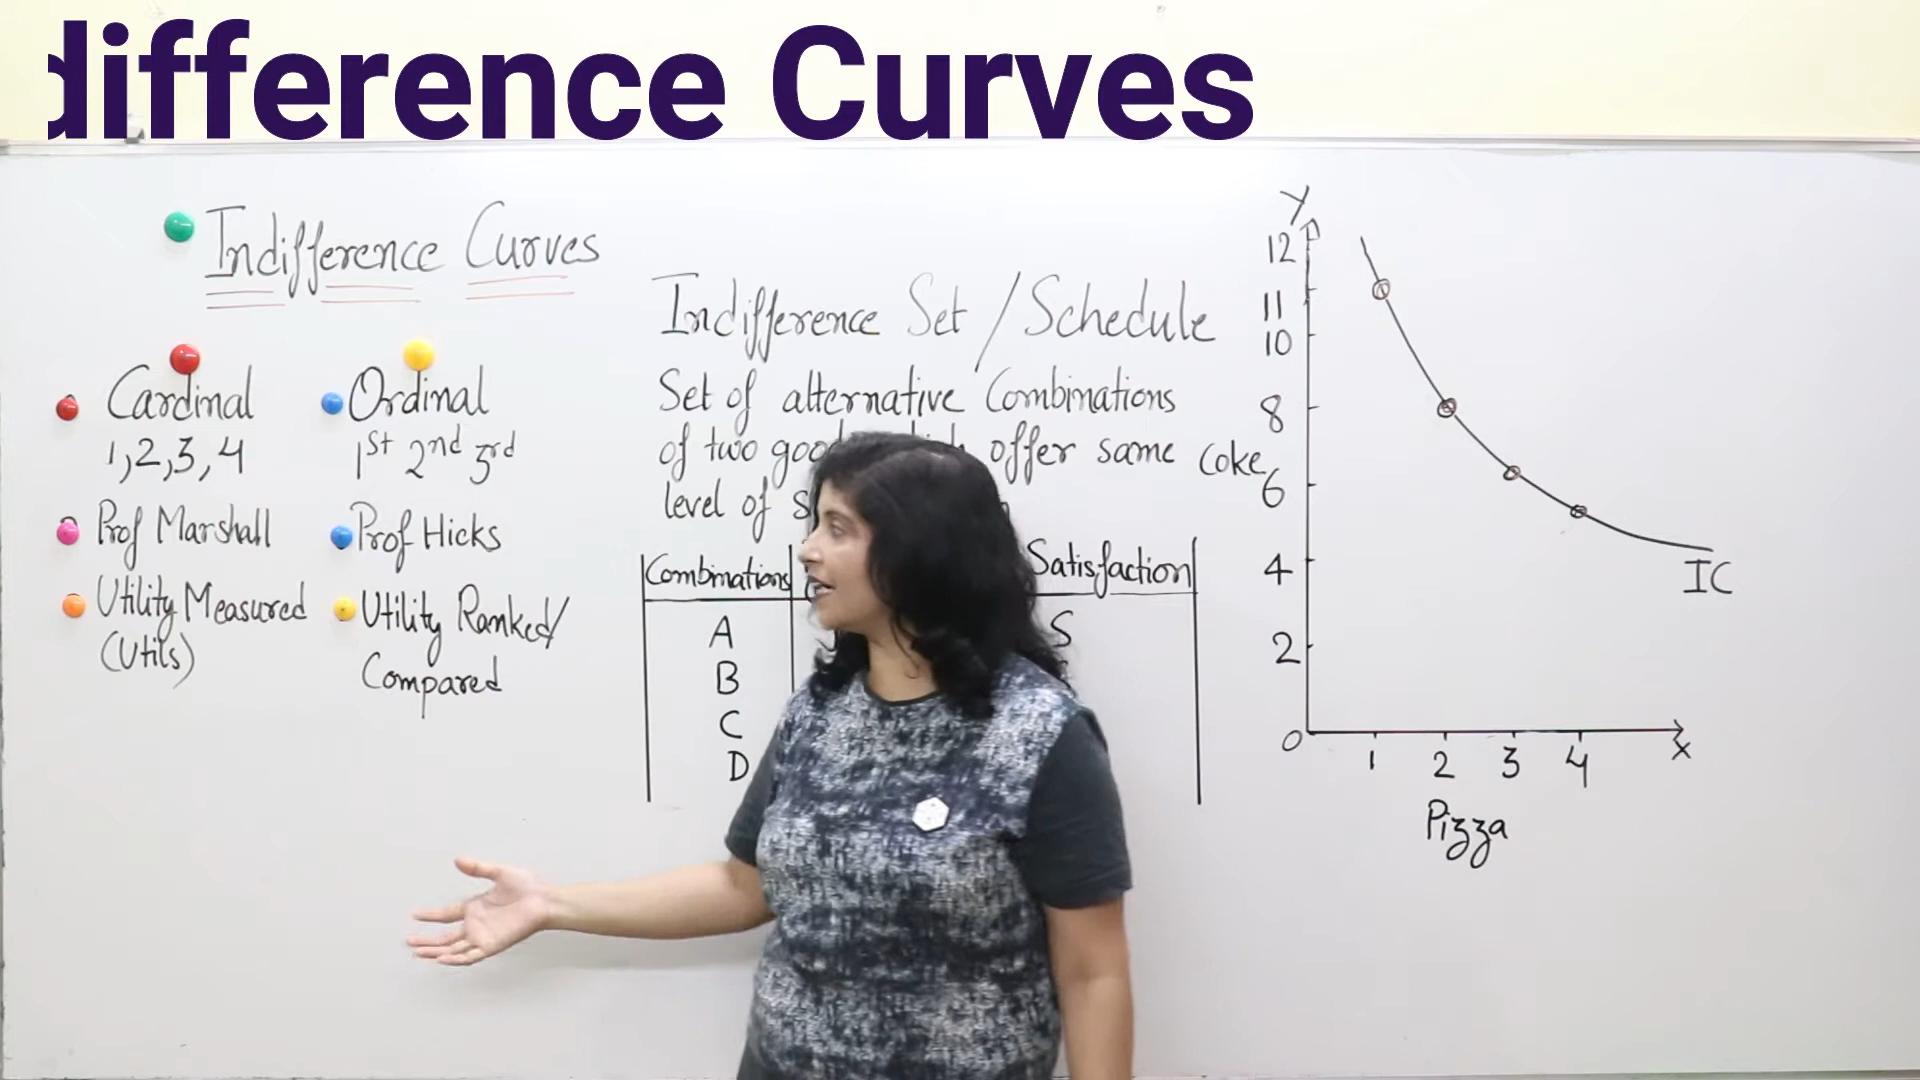 difference Curves
Indifference Curves
Cardinal
1,2,3,4
Prof Marshall
Utility Measured
(Utils)
Ordinal
1st 2nd 3rd
Prof Hicks
Utility Ranked/
Compared
Indifference Set / Schedule
Set of alternative Combinations
of two offer same
level of
Combinations Satisfaction
A S
B
C
D
Y
12
11
10
8
Coke 6
4
2
0
IC
1 2 3 4 X
Pizza